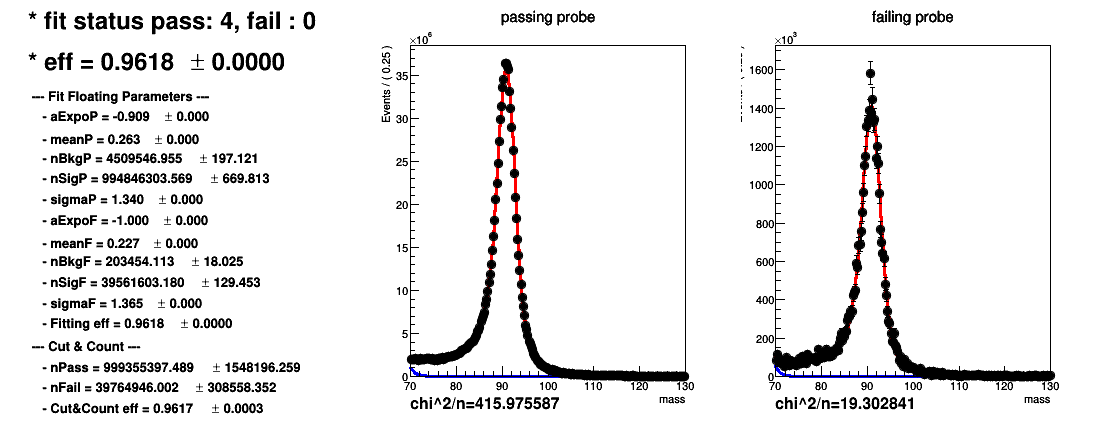 * fit status pass: 4, fail : 0
* eff = 0.9618 ± 0.0000
--- Fit Floating Parameters ---
- aExpoP = -0.909 ± 0.000
- meanP = 0.263 ± 0.000
- nBkgP = 4509546.955 ± 197.121
- nSigP = 994846303.569 ± 669.813
- sigmaP = 1.340 ± 0.000
- aExpoF = -1.000 ± 0.000
- meanF = 0.227 ± 0.000
- nBkgF = 203454.113 ± 18.025
- nSigF = 39561603.180 ± 129.453
- sigmaF = 1.365 ± 0.000
- Fitting eff = 0.9618 ± 0.0000
--- Cut & Count ---
- nPass = 999355397.489 ± 1548196.259
- nFail = 39764946.002 ± 308558.352
- Cut&Count eff = 0.9617 ± 0.0003
passing probe
×10^6
Events / ( 0.25 )
35
30
25
20
15
10
5
0
70 80 90 100 110 120 130
mass
chi^2/n=415.975587
failing probe
×10^3
1600
1400
1200
1000
800
600
400
200
0
70 80 90 100 110 120 130
mass
chi^2/n=19.302841